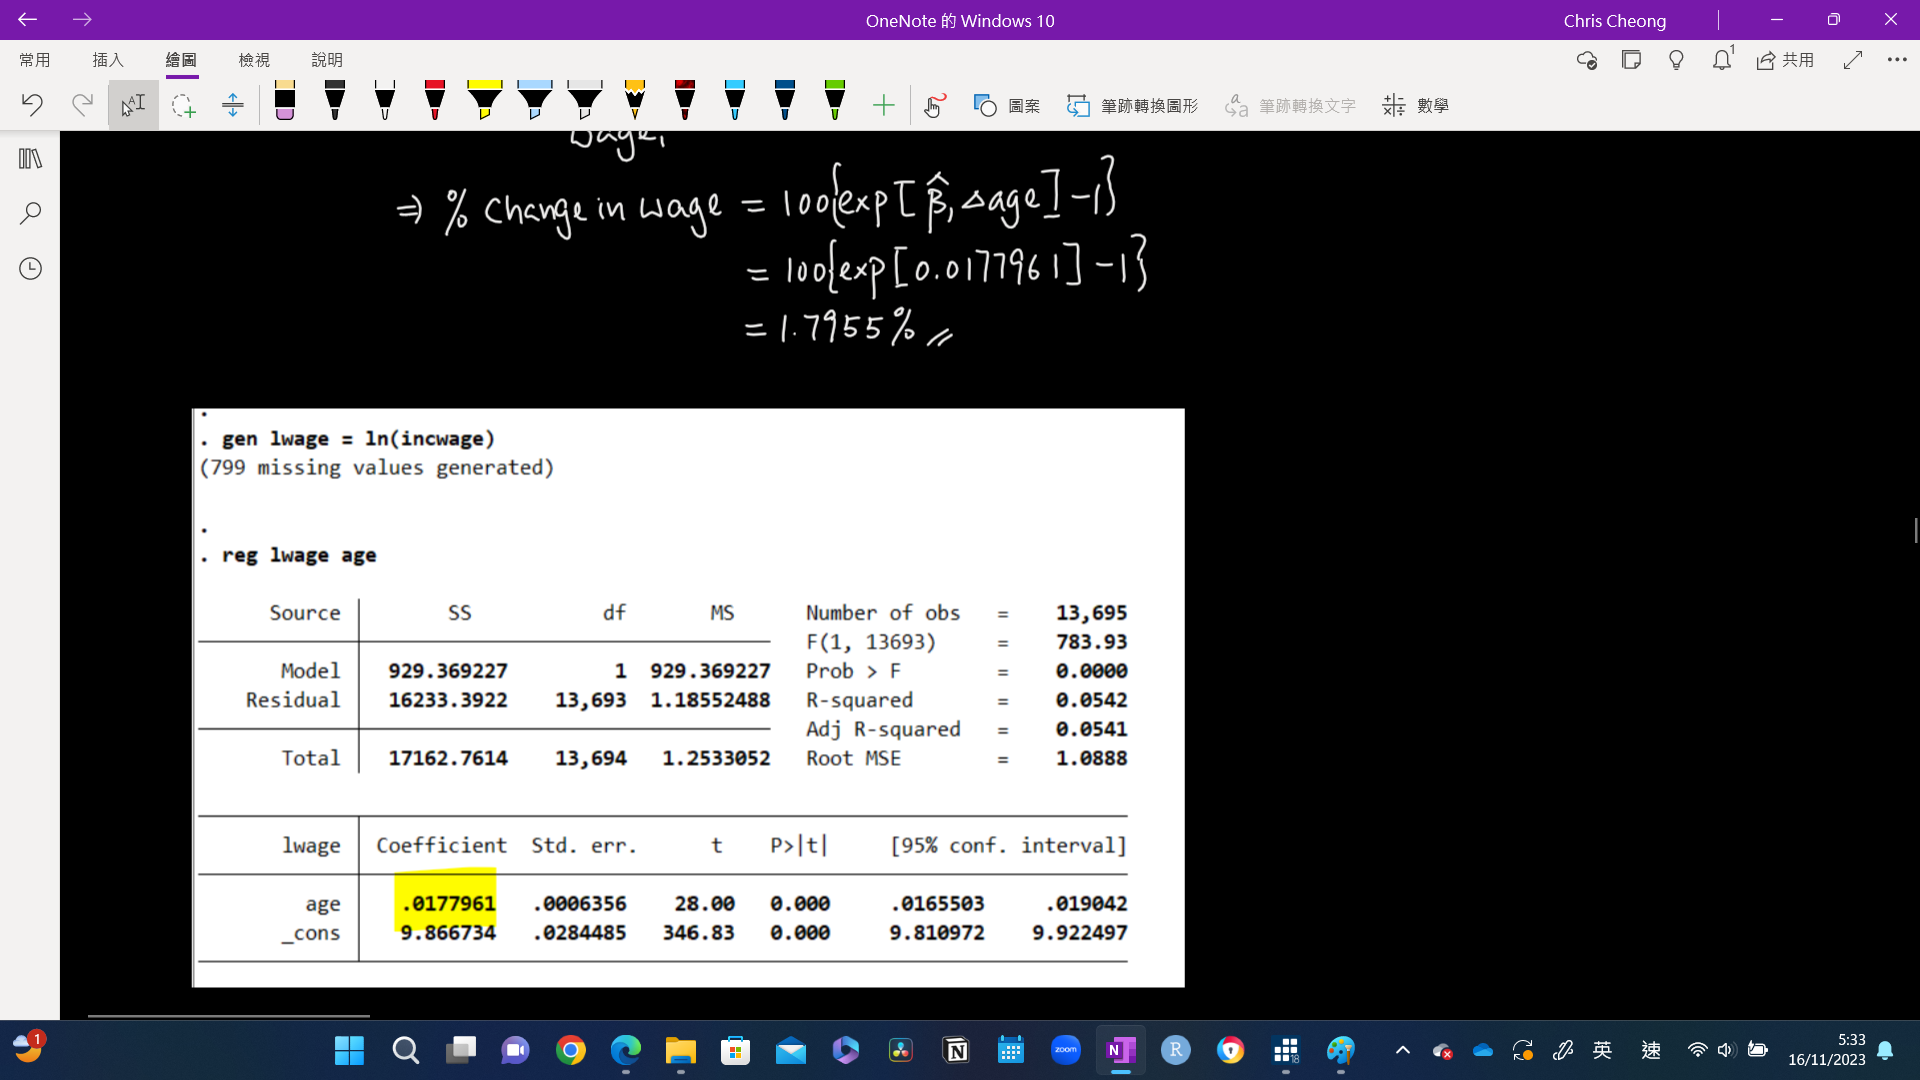 OneNote 的 Windows 10
Chris Cheong
常用 插入 繪圖 檢視 說明
1
共用
圖案 筆跡轉換圖形 筆跡轉換文字 數學
wage,
⇒ % change in wage = 100{exp[β̂, △age]-1}
= 100{exp[0.0177961]-1}
= 1.7955%
.
. gen lwage = ln(incwage)
(799 missing values generated)
.
. reg lwage age
Source SS df MS Number of obs = 13,695
F(1, 13693) = 783.93
Model 929.369227 1 929.369227 Prob > F = 0.0000
Residual 16233.3922 13,693 1.18552488 R-squared = 0.0542
Adj R-squared = 0.0541
Total 17162.7614 13,694 1.2533052 Root MSE = 1.0888
lwage Coefficient Std. err. t P>|t| [95% conf. interval]
age .0177961 .0006356 28.00 0.000 .0165503 .019042
_cons 9.866734 .0284485 346.83 0.000 9.810972 9.922497
1
zoom
N
N
R
18
英
速
5:33
16/11/2023